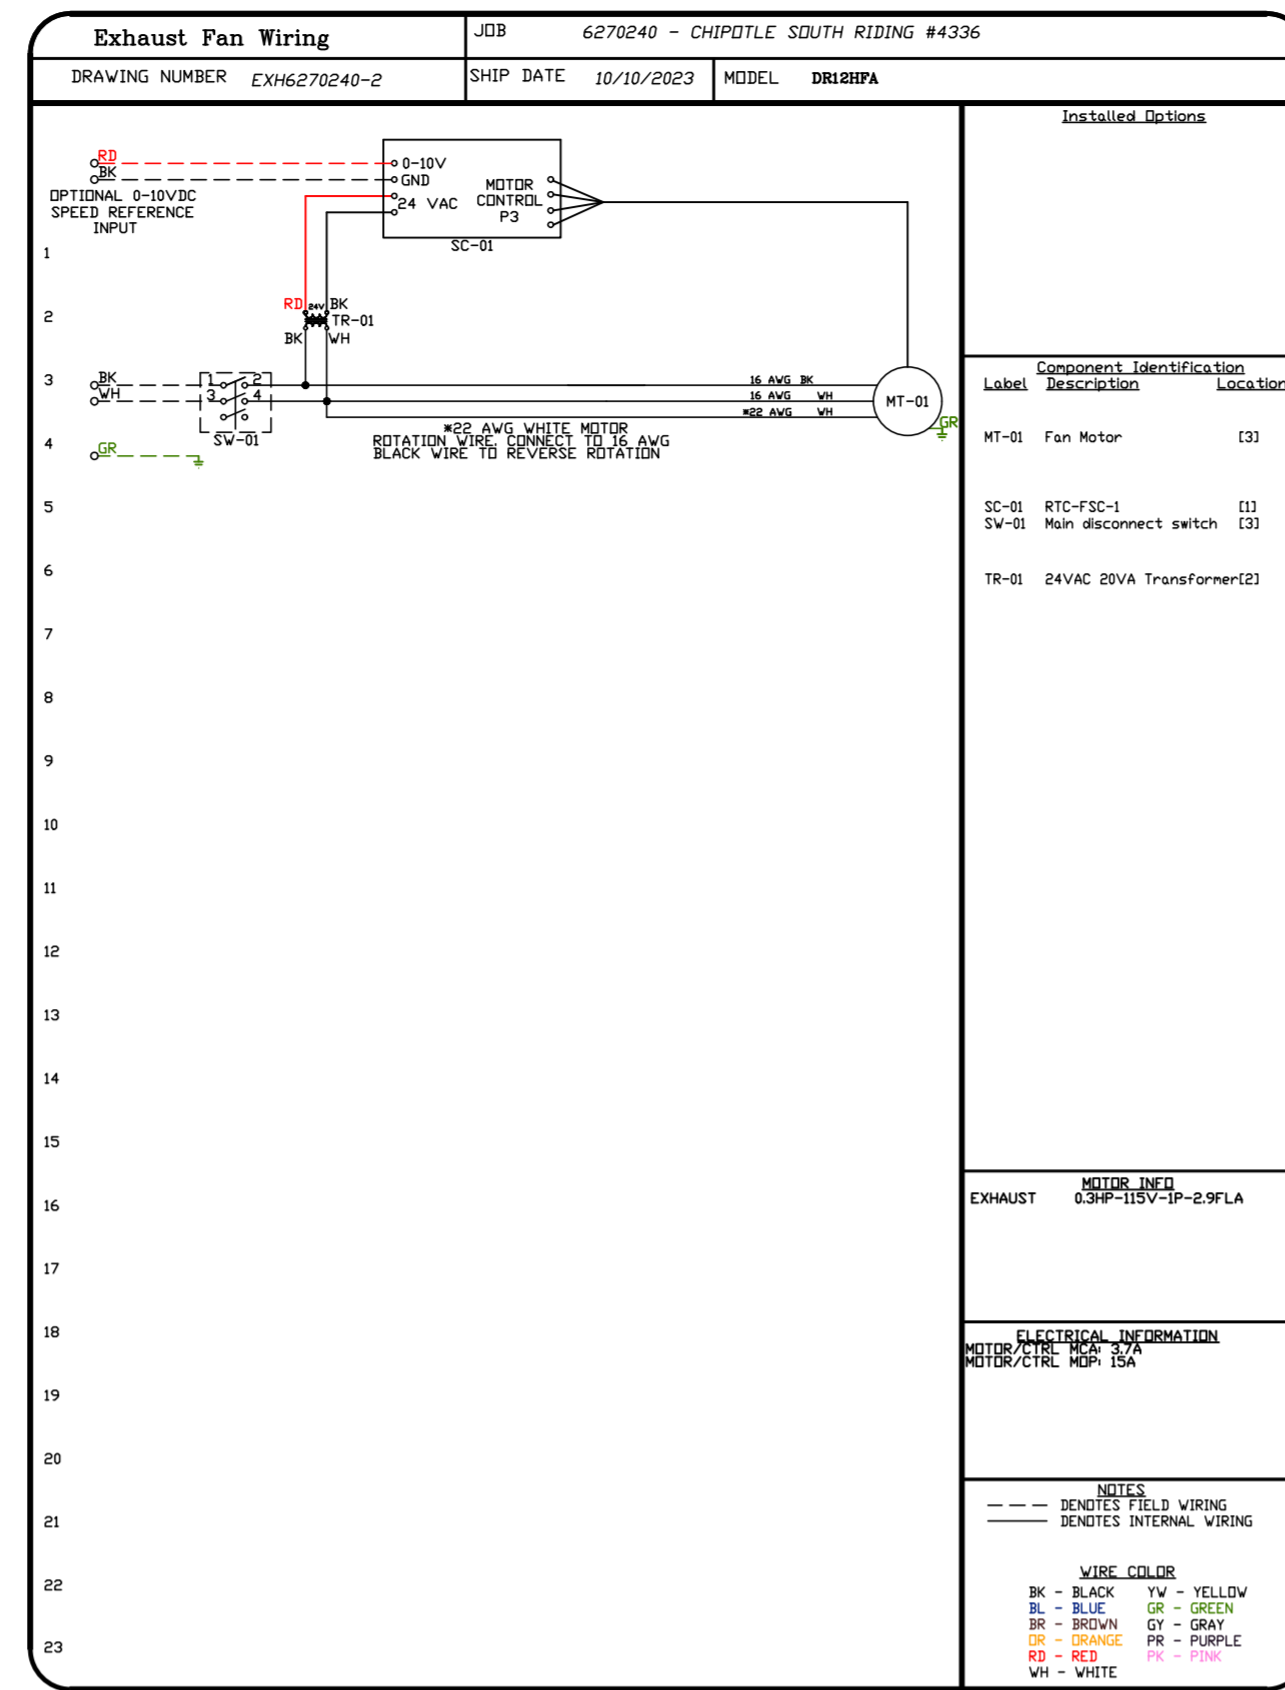 Exhaust Fan Wiring
JOB 6270240 - CHIPOTLE SOUTH RIDING #4336
DRAWING NUMBER EXH6270240-2
SHIP DATE 10/10/2023
MODEL DR12HFA
RD
BK
OPTIONAL 0-10VDC
SPEED REFERENCE
INPUT
0-10V
GND
24 VAC
MOTOR
CONTROL
P3
SC-01
RD 24V BK
TR-01
BK WH
BK
WH
1 2
3 4
SW-01
GR
16 AWG BK
16 AWG WH
*22 AWG WH
MT-01
GR
*22 AWG WHITE MOTOR
ROTATION WIRE. CONNECT TO 16 AWG
BLACK WIRE TO REVERSE ROTATION
1
2
3
4
5
6
7
8
9
10
11
12
13
14
15
16
17
18
19
20
21
22
23
Installed Options
Component Identification
Label Description Location
MT-01 Fan Motor [3]
SC-01 RTC-FSC-1 [1]
SW-01 Main disconnect switch [3]
TR-01 24VAC 20VA Transformer[2]
MOTOR INFO
EXHAUST 0.3HP-115V-1P-2.9FLA
ELECTRICAL INFORMATION
MOTOR/CTRL MCA: 3.7A
MOTOR/CTRL MOP: 15A
NOTES
DENOTES FIELD WIRING
DENOTES INTERNAL WIRING
WIRE COLOR
BK - BLACK YW - YELLOW
BL - BLUE GR - GREEN
BR - BROWN GY - GRAY
OR - ORANGE PR - PURPLE
RD - RED PK - PINK
WH - WHITE